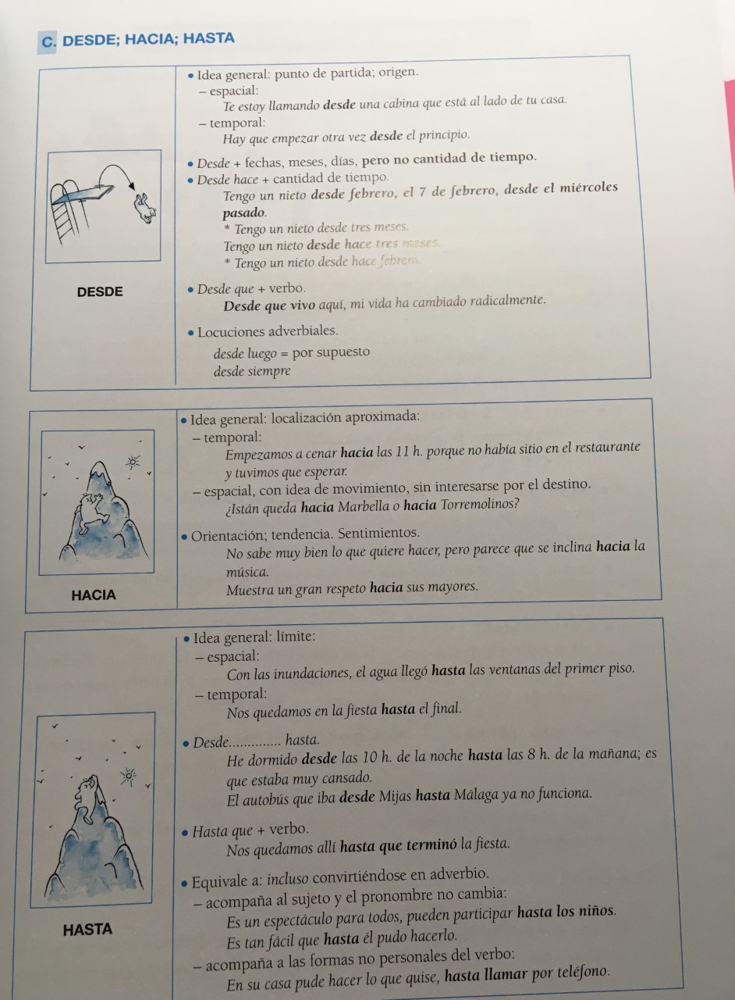 C. DESDE; HACIA; HASTA
• Idea general: punto de partida; origen.
– espacial:
Te estoy llamando desde una cabina que está al lado de tu casa.
– temporal:
Hay que empezar otra vez desde el principio.
• Desde + fechas, meses, días, pero no cantidad de tiempo.
• Desde hace + cantidad de tiempo.
Tengo un nieto desde febrero, el 7 de febrero, desde el miércoles
pasado.
* Tengo un nieto desde tres meses.
Tengo un nieto desde hace tres meses.
* Tengo un nieto desde hace febrero.
• Desde que + verbo.
Desde que vivo aquí, mi vida ha cambiado radicalmente.
• Locuciones adverbiales.
desde luego = por supuesto
desde siempre
DESDE
• Idea general: localización aproximada:
– temporal:
Empezamos a cenar hacia las 11 h. porque no había sitio en el restaurante
y tuvimos que esperar.
– espacial, con idea de movimiento, sin interesarse por el destino.
¿Istán queda hacia Marbella o hacia Torremolinos?
• Orientación; tendencia. Sentimientos.
No sabe muy bien lo que quiere hacer, pero parece que se inclina hacia la
música.
Muestra un gran respeto hacia sus mayores.
HACIA
• Idea general: límite:
– espacial:
Con las inundaciones, el agua llegó hasta las ventanas del primer piso.
– temporal:
Nos quedamos en la fiesta hasta el final.
• Desde.............. hasta.
He dormido desde las 10 h. de la noche hasta las 8 h. de la mañana; es
que estaba muy cansado.
El autobús que iba desde Mijas hasta Málaga ya no funciona.
• Hasta que + verbo.
Nos quedamos allí hasta que terminó la fiesta.
• Equivale a: incluso convirtiéndose en adverbio.
– acompaña al sujeto y el pronombre no cambia:
Es un espectáculo para todos, pueden participar hasta los niños.
Es tan fácil que hasta él pudo hacerlo.
– acompaña a las formas no personales del verbo:
En su casa pude hacer lo que quise, hasta llamar por teléfono.
HASTA